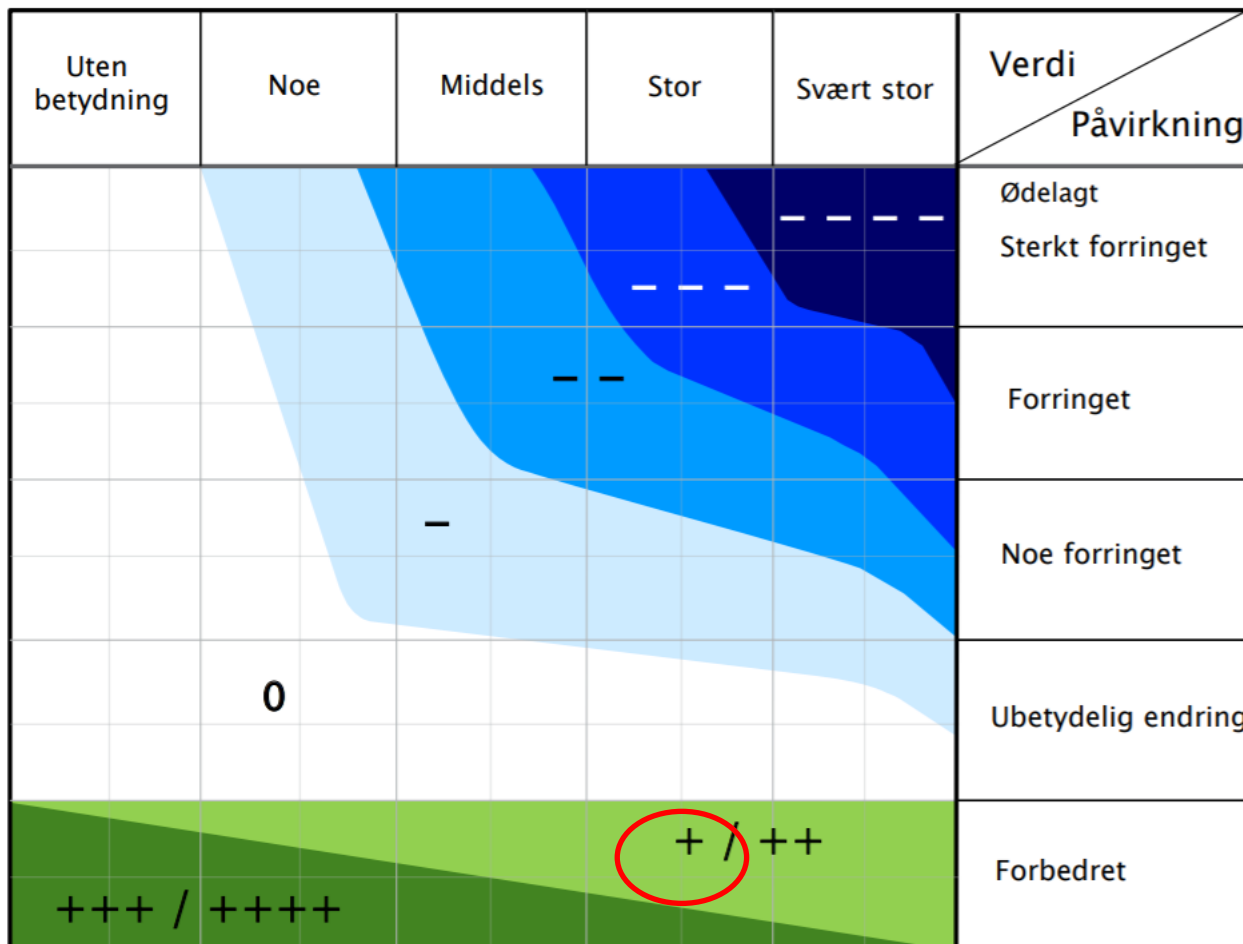 Uten
betydning
Noe
Middels
Stor
Svært stor
Verdi
Påvirkning
Ødelagt
Sterkt forringet
– – – –
– – –
– –
Forringet
–
Noe forringet
0
Ubetydelig endring
+ / ++
Forbedret
+++ / ++++